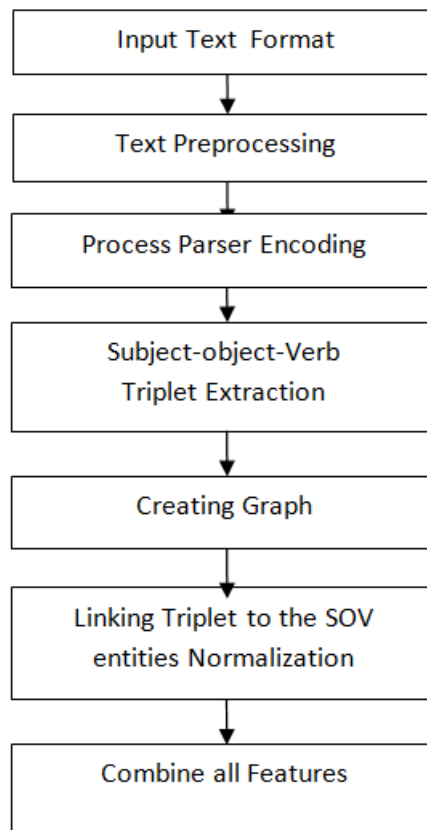 Input Text Format
Text Preprocessing
Process Parser Encoding
Subject-object-Verb
Triplet Extraction
Creating Graph
Linking Triplet to the SOV
entities Normalization
Combine all Features